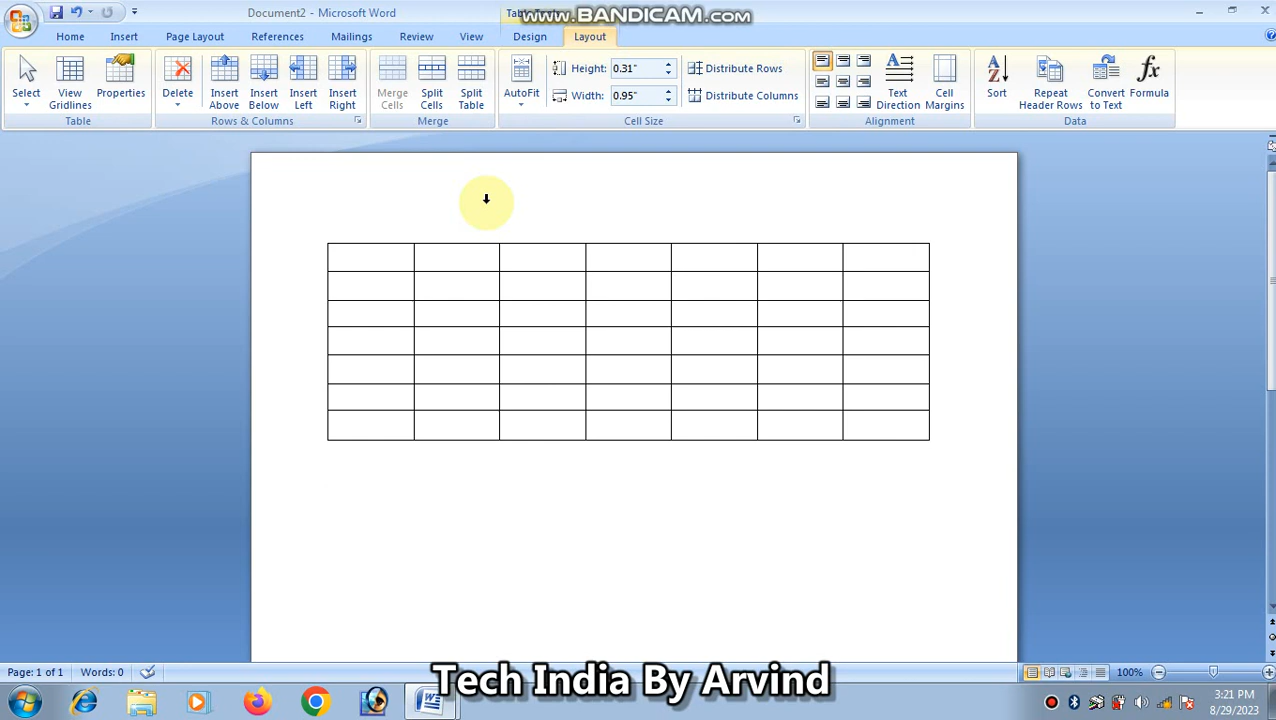 Document2 - Microsoft Word
Table Tools
www.BANDICAM.com
Home
Insert
Page Layout
References
Mailings
Review
View
Design
Layout
Select
View Gridlines
Properties
Table
Delete
Insert Above
Insert Below
Insert Left
Insert Right
Rows & Columns
Merge Cells
Split Cells
Split Table
Merge
AutoFit
Height: 0.31"
Width: 0.95"
Distribute Rows
Distribute Columns
Cell Size
Text Direction
Cell Margins
Alignment
Sort
Repeat Header Rows
Convert to Text
Formula
Data
Page: 1 of 1
Words: 0
100%
Tech India By Arvind
3:21 PM
8/29/2023